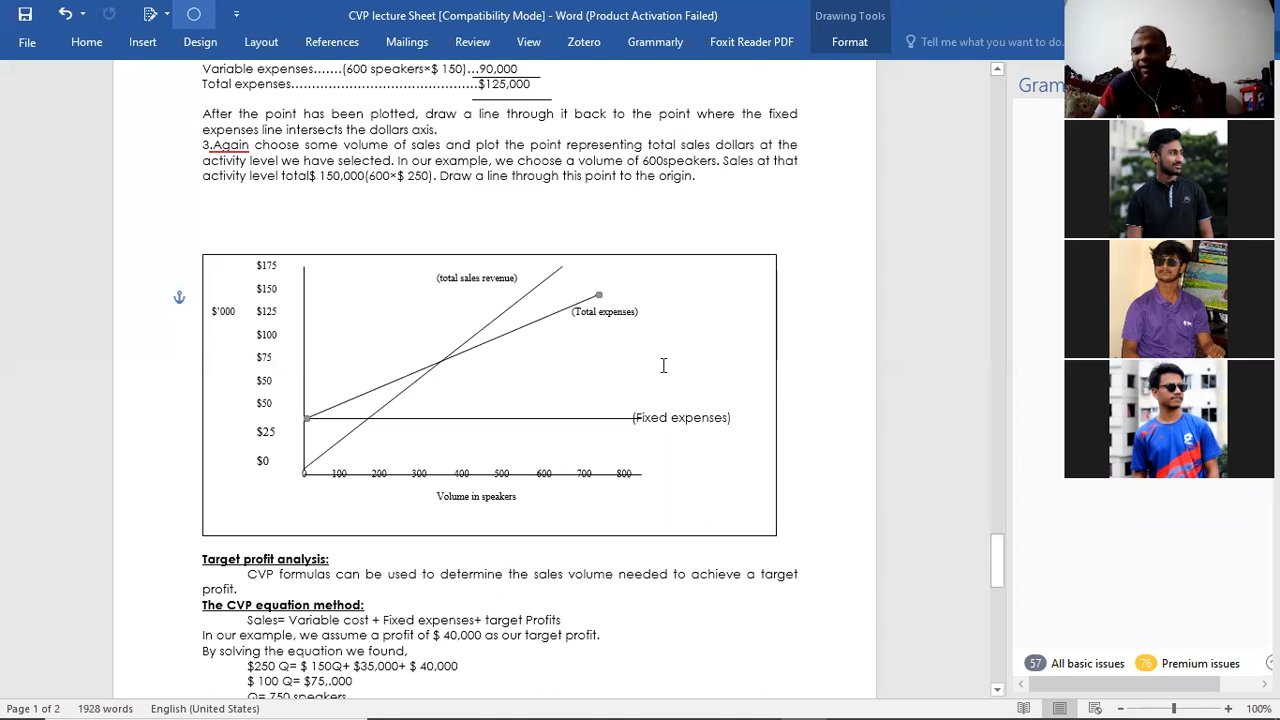 CVP lecture Sheet [Compatibility Mode] - Word (Product Activation Failed)
Drawing Tools
File Home Insert Design Layout References Mailings Review View Zotero Grammarly Foxit Reader PDF Format Tell me what you want to do.
Variable expenses.......(600 speakers×$ 150)...90,000
Total expenses.............................................$125,000
After the point has been plotted, draw a line through it back to the point where the fixed
expenses line intersects the dollars axis.
3.Again choose some volume of sales and plot the point representing total sales dollars at the
activity level we have selected. In our example, we choose a volume of 600speakers. Sales at that
activity level total$ 150,000(600×$ 250). Draw a line through this point to the origin.
$175
(total sales revenue)
$150
$'000
$125
(Total expenses)
$100
$75
$50
$50
(Fixed expenses)
$25
$0
0 100 200 300 400 500 600 700 800
Volume in speakers
Target profit analysis:
CVP formulas can be used to determine the sales volume needed to achieve a target
profit.
The CVP equation method:
Sales= Variable cost + Fixed expenses+ target Profits
In our example, we assume a profit of $ 40,000 as our target profit.
By solving the equation we found,
$250 Q= $ 150Q+ $35,000+ $ 40,000
$ 100 Q= $75,.000
Q= 750 speakers
Gram
57 All basic issues 76 Premium issues
Page 1 of 2 1928 words English (United States)
100%